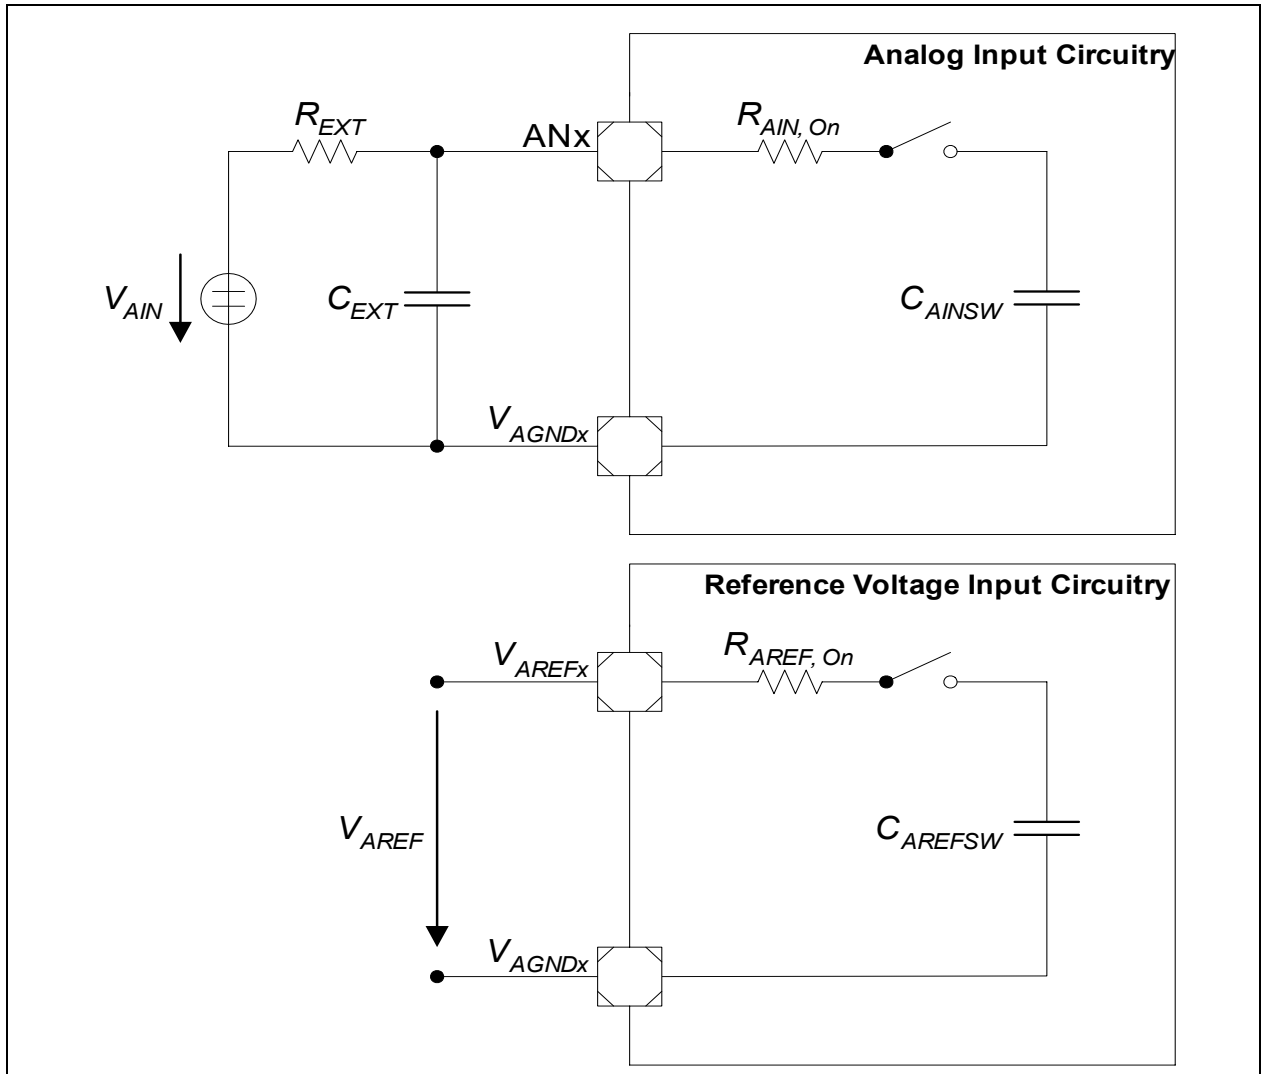 Analog Input Circuitry
R_EXT
ANx
R_AIN, On
V_AIN
C_EXT
C_AINSW
V_AGNDx
Reference Voltage Input Circuitry
V_AREFx
R_AREF, On
V_AREF
C_AREFSW
V_AGNDx